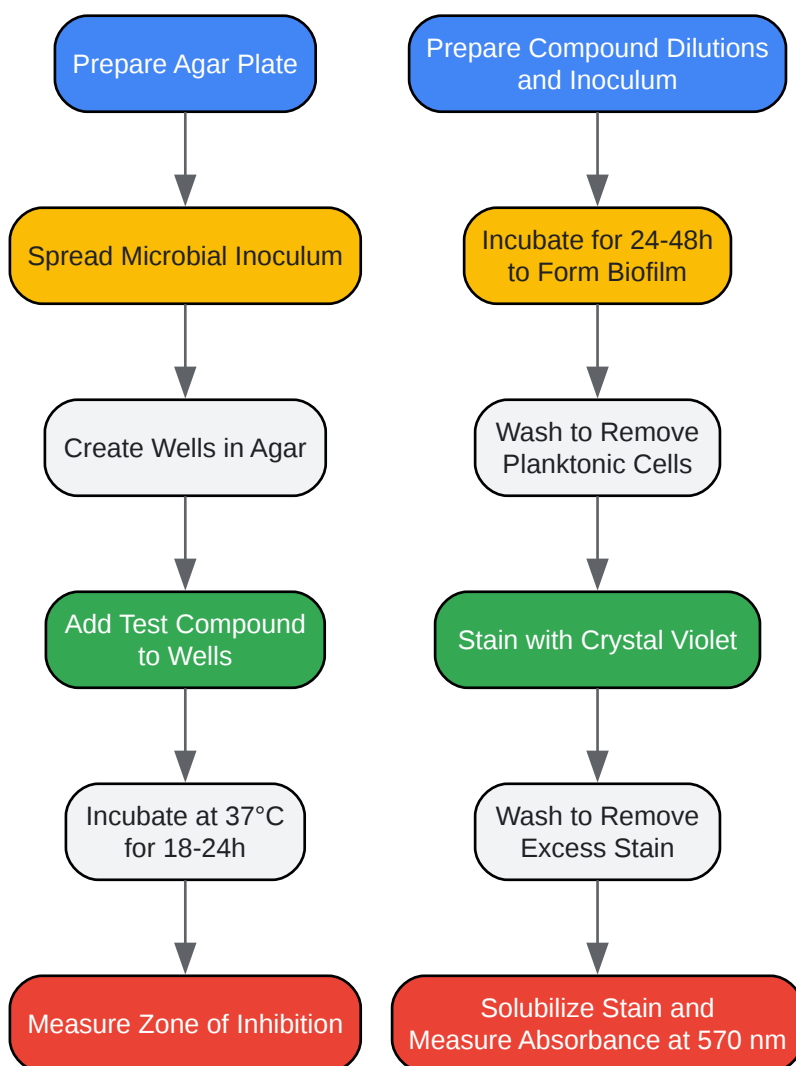 Prepare Agar Plate
Spread Microbial Inoculum
Create Wells in Agar
Add Test Compound
to Wells
Incubate at 37°C
for 18-24h
Measure Zone of Inhibition
Prepare Compound Dilutions
and Inoculum
Incubate for 24-48h
to Form Biofilm
Wash to Remove
Planktonic Cells
Stain with Crystal Violet
Wash to Remove
Excess Stain
Solubilize Stain and
Measure Absorbance at 570 nm